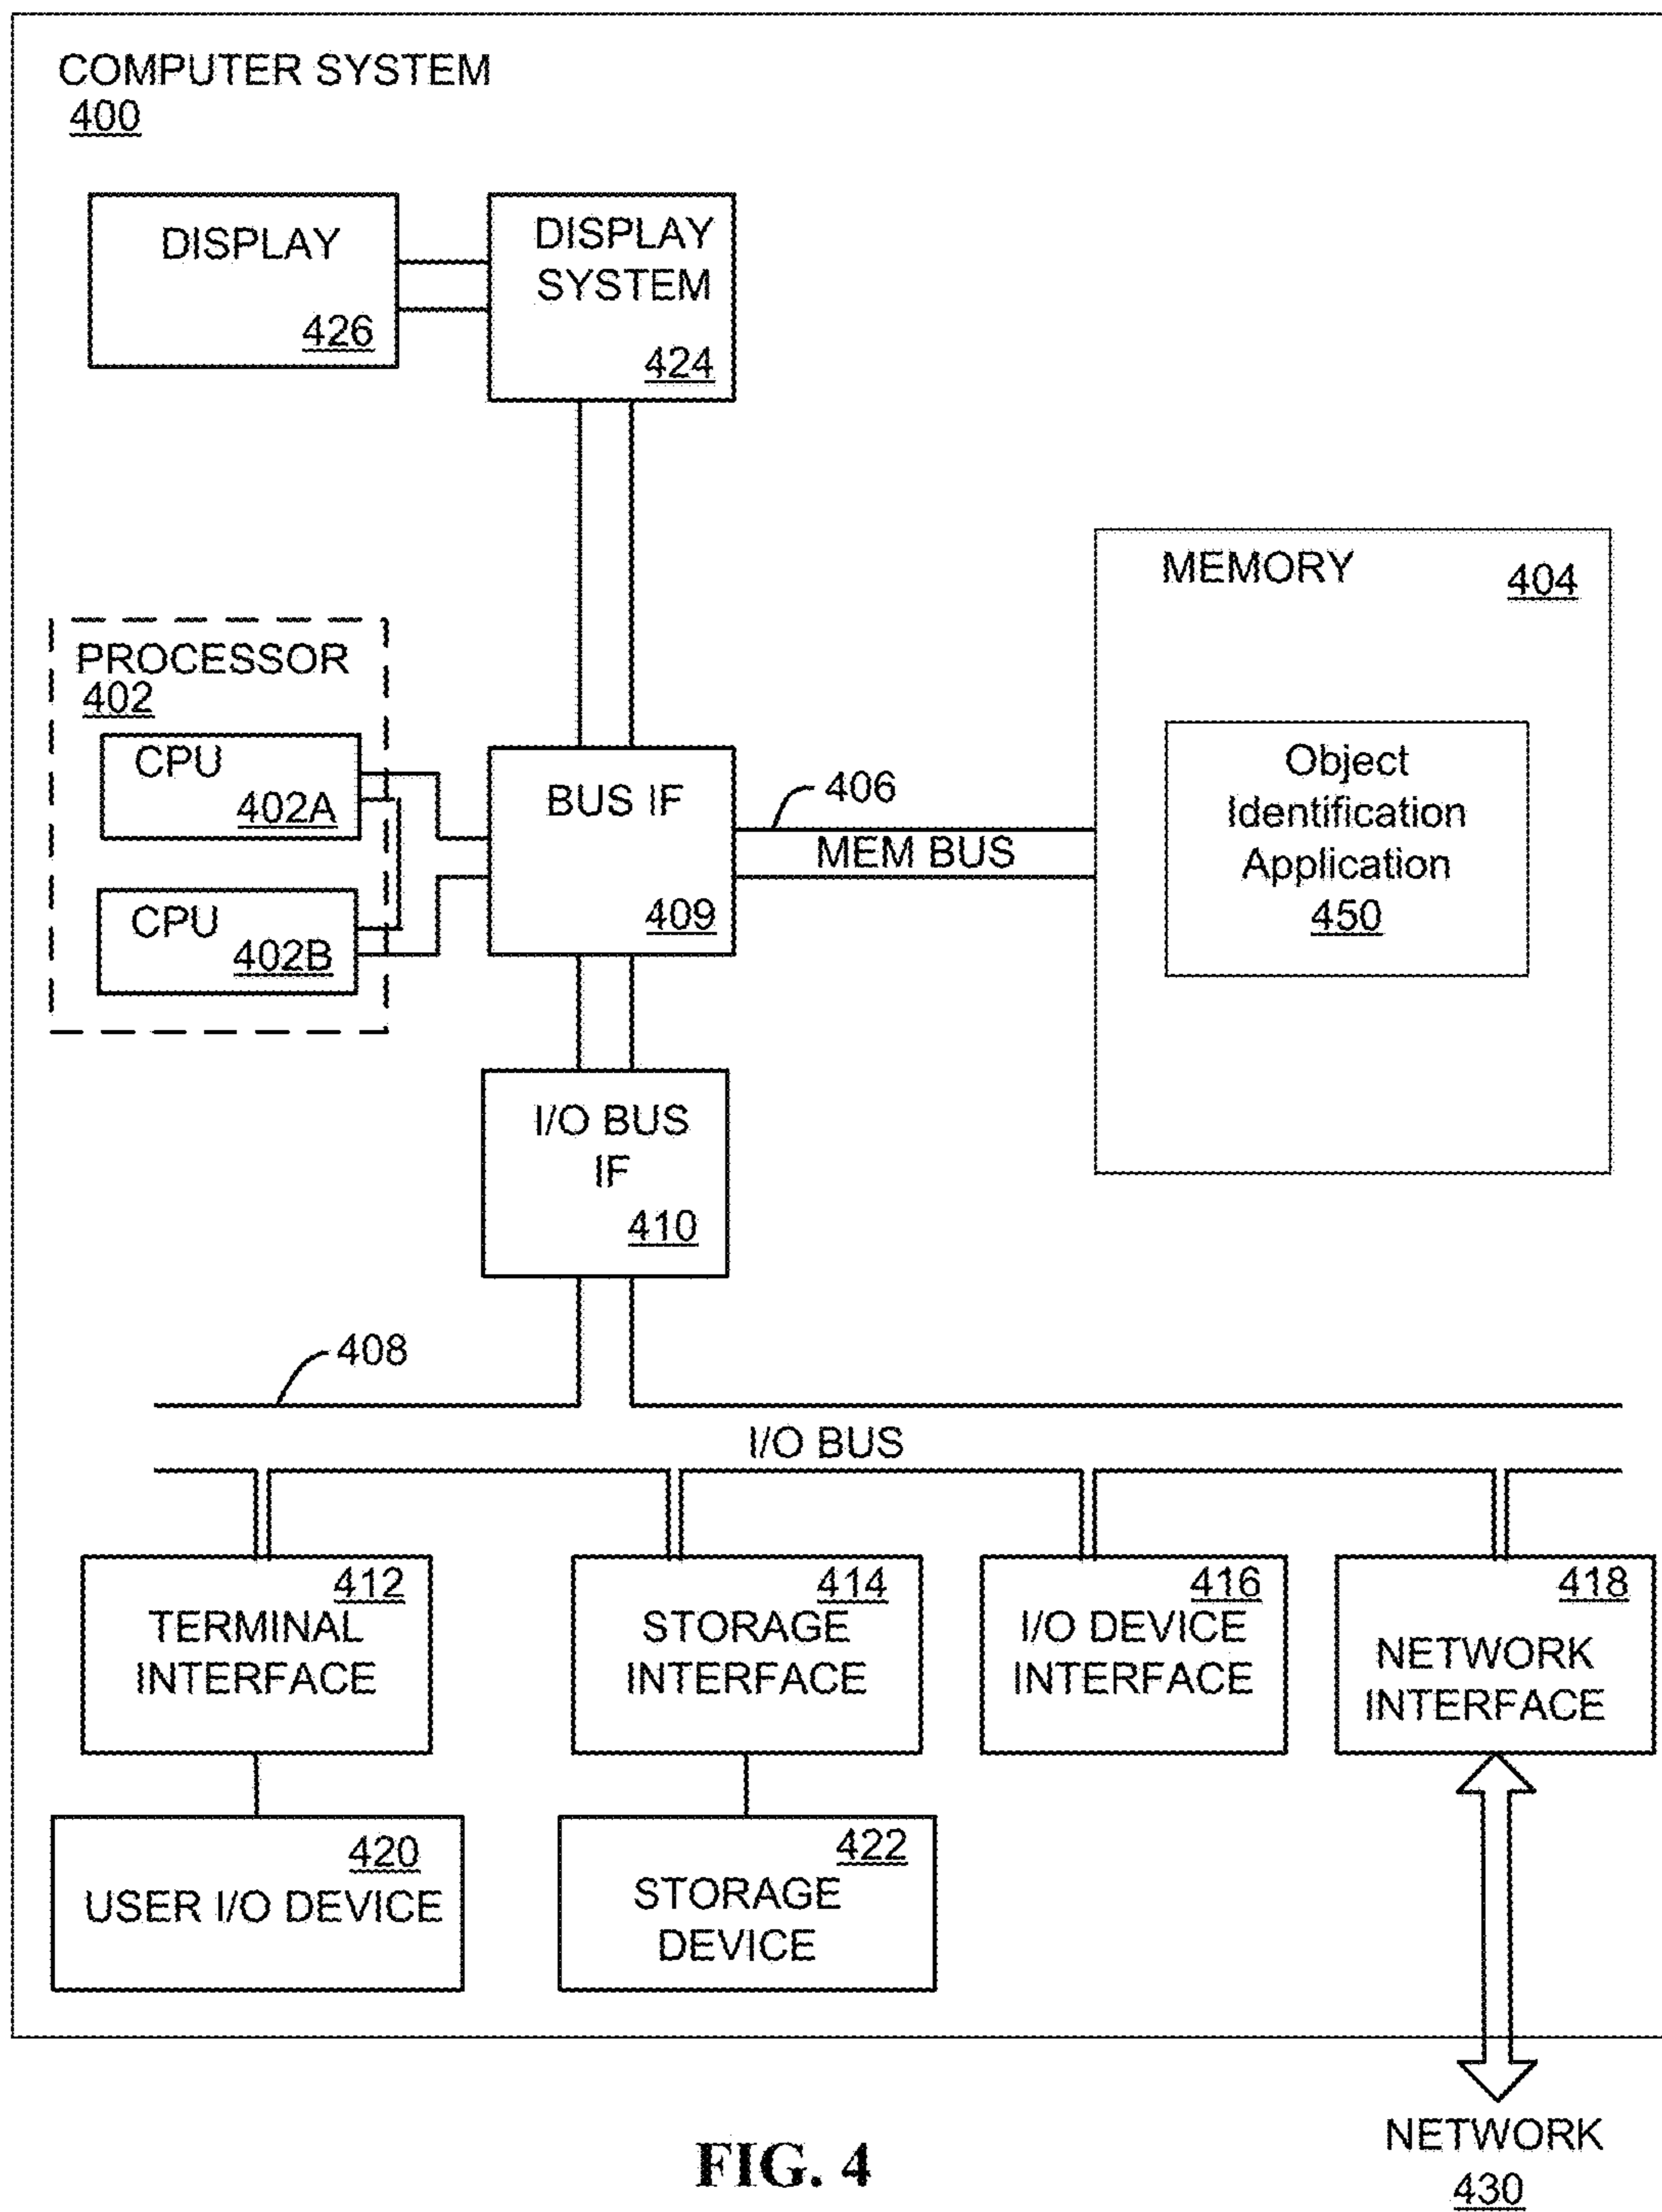 COMPUTER SYSTEM
400
DISPLAY
426
DISPLAY
SYSTEM
424
MEMORY
404
PROCESSOR
402
CPU
402A
CPU
402B
BUS IF
409
406
MEM BUS
Object
Identification
Application
450
I/O BUS
IF
410
408
I/O BUS
412
TERMINAL
INTERFACE
414
STORAGE
INTERFACE
416
I/O DEVICE
INTERFACE
418
NETWORK
INTERFACE
420
USER I/O DEVICE
422
STORAGE
DEVICE
NETWORK
430
FIG. 4